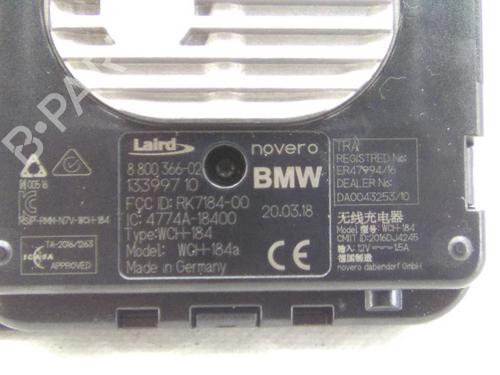 B-PARTS
Laird
novero
8 800 366-02
13399710
FCC ID: RK7184-00
IC: 4774A-18400
Type: WCH-184
Model: WCH-184a
Made in Germany
BMW
20.03.18
CE
TRA
REGISTRED No:
ER47994/16
DEALER No:
DA0043253/10
无线充电器
Model 型号: WCH-184
CMIIT ID: 2016DJ4245
输入: 12V 1.5A
德国制造
novero dabendorf GmbH
TA-2016/1263
ICASA
APPROVED